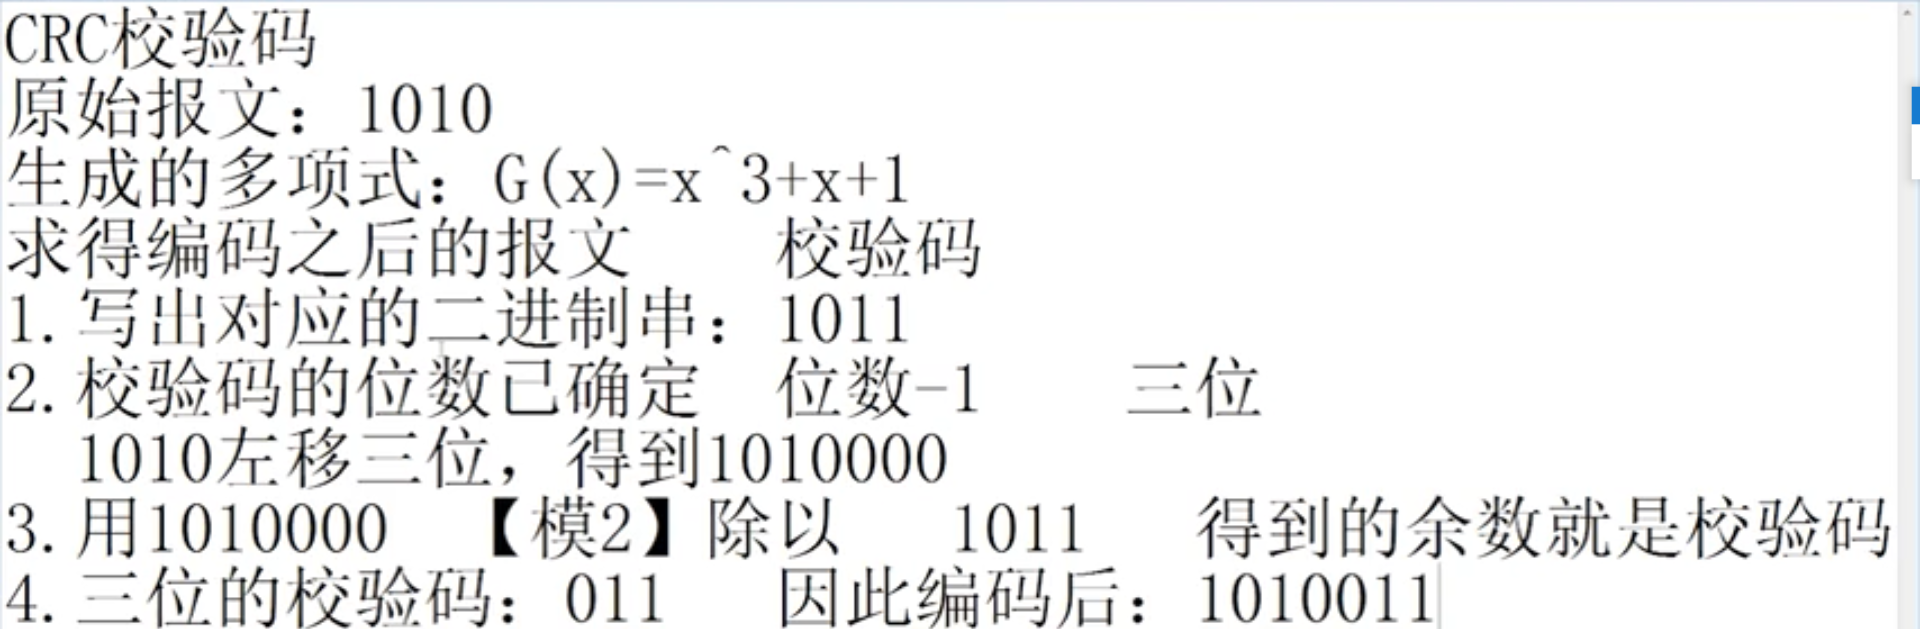 CRC校验码
原始报文：1010
生成的多项式：G(x)=x^3+x+1
求得编码之后的报文 校验码
1.写出对应的二进制串：1011
2.校验码的位数已确定 位数-1 三位
1010左移三位，得到1010000
3.用1010000 【模2】除以 1011 得到的余数就是校验码
4.三位的校验码：011 因此编码后：1010011